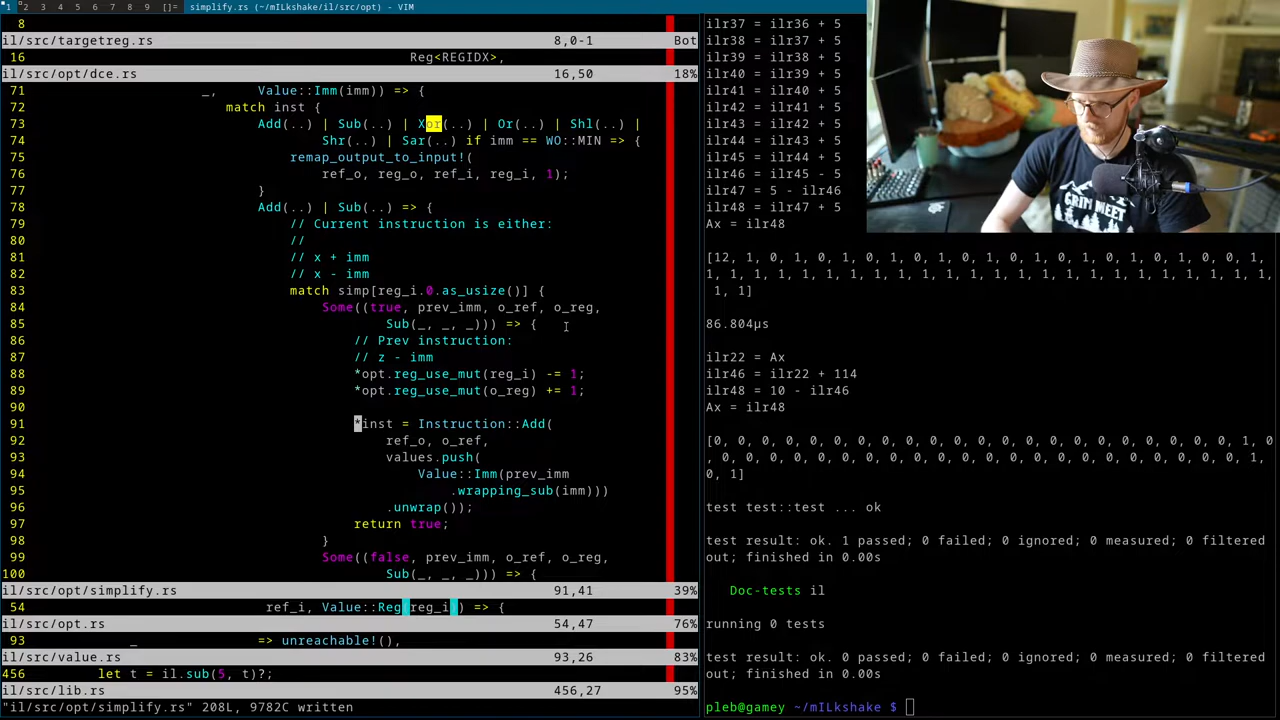 1 2 3 4 5 6 7 8 9 []= simplify.rs (~/mILkshake/il/src/opt) - VIM
8
il/src/targetreg.rs 8,0-1 Bot
16 Reg<REGIDX>,
il/src/opt/dce.rs 16,50 18%
71 _, Value::Imm(imm)) => {
72 match inst {
73 Add(..) | Sub(..) | Xor(..) | Or(..) | Shl(..) |
74 Shr(..) | Sar(..) if imm == WO::MIN => {
75 remap_output_to_input!(
76 ref_o, reg_o, ref_i, reg_i, 1);
77 }
78 Add(..) | Sub(..) => {
79 // Current instruction is either:
80 //
81 // x + imm
82 // x - imm
83 match simp[reg_i.0.as_usize()] {
84 Some((true, prev_imm, o_ref, o_reg,
85 Sub(_, _, _))) => {
86 // Prev instruction:
87 // z - imm
88 *opt.reg_use_mut(reg_i) -= 1;
89 *opt.reg_use_mut(o_reg) += 1;
90
91 *inst = Instruction::Add(
92 ref_o, o_ref,
93 values.push(
94 Value::Imm(prev_imm
95 .wrapping_sub(imm)))
96 .unwrap());
97 return true;
98 }
99 Some((false, prev_imm, o_ref, o_reg,
100 Sub(_, _, _))) => {
il/src/opt/simplify.rs 91,41 39%
54 ref_i, Value::Reg(reg_i)) => {
il/src/opt.rs 54,47 76%
93 _ => unreachable!(),
il/src/value.rs 93,26 83%
456 let t = il.sub(5, t)?;
il/src/lib.rs 456,27 95%
"il/src/opt/simplify.rs" 208L, 9782C written
ilr37 = ilr36 + 5
ilr38 = ilr37 + 5
ilr39 = ilr38 + 5
ilr40 = ilr39 + 5
ilr41 = ilr40 + 5
ilr42 = ilr41 + 5
ilr43 = ilr42 + 5
ilr44 = ilr43 + 5
ilr45 = ilr44 + 5
ilr46 = ilr45 - 5
ilr47 = 5 - ilr46
ilr48 = ilr47 + 5
Ax = ilr48
[12, 1, 0, 1, 0, 1, 0, 1, 0, 1, 0, 1, 0, 1, 0, 1, 0, 0, 1,
1, 1, 1, 1, 1, 1, 1, 1, 1, 1, 1, 1, 1, 1, 1, 1, 1, 1, 1,
1, 1]
86.804µs
ilr22 = Ax
ilr46 = ilr22 + 114
ilr48 = 10 - ilr46
Ax = ilr48
[0, 0, 0, 0, 0, 0, 0, 0, 0, 0, 0, 0, 0, 0, 0, 0, 0, 1, 0
, 0, 0, 0, 0, 0, 0, 0, 0, 0, 0, 0, 0, 0, 0, 0, 0, 0, 1,
0, 1]
test test::test ... ok
test result: ok. 1 passed; 0 failed; 0 ignored; 0 measured; 0 filtered
out; finished in 0.00s
Doc-tests il
running 0 tests
test result: ok. 0 passed; 0 failed; 0 ignored; 0 measured; 0 filtered
out; finished in 0.00s
pleb@gamey ~/mILkshake $
GRIM MEET